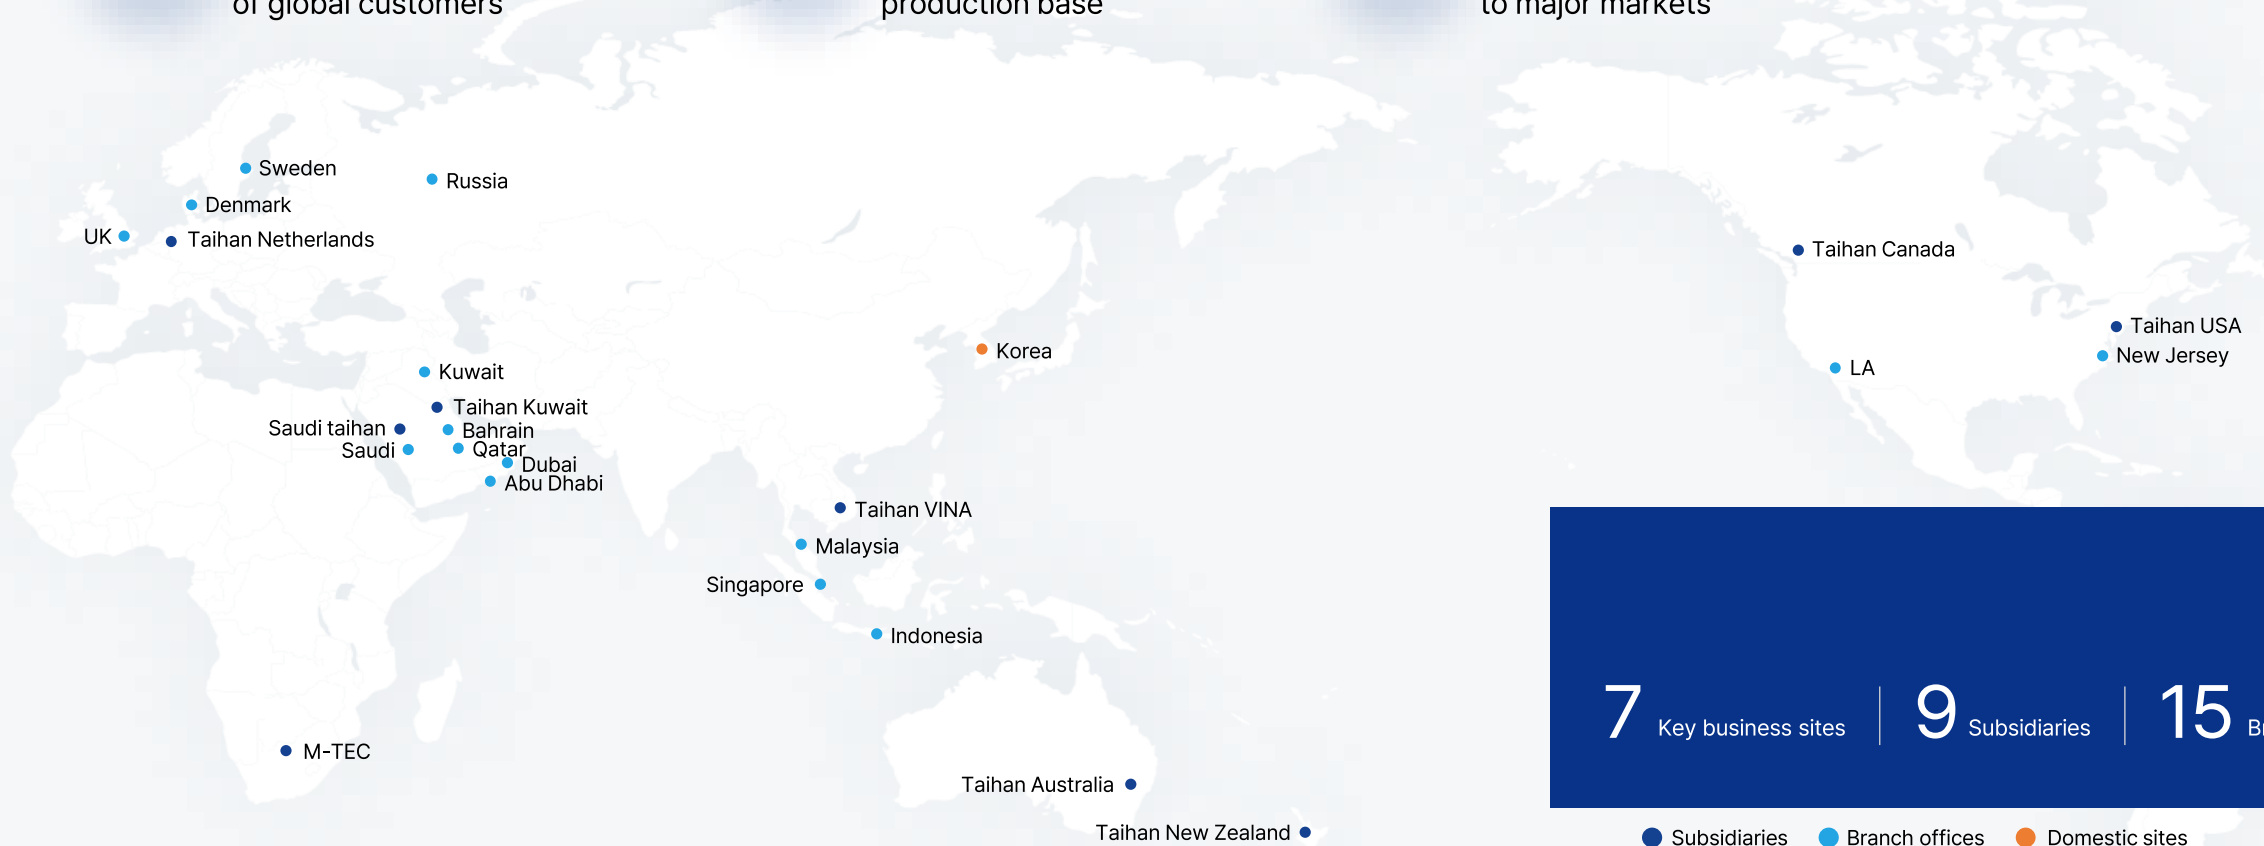 of global customers
production base
to major markets
Sweden
Russia
Denmark
UK
Taihan Netherlands
Taihan Canada
Taihan USA
Korea
New Jersey
Kuwait
LA
Taihan Kuwait
Saudi taihan
Bahrain
Saudi
Qatar
Dubai
Abu Dhabi
Taihan VINA
Malaysia
Singapore
Indonesia
7 Key business sites
9 Subsidiaries
15
M-TEC
Taihan Australia
Taihan New Zealand
Subsidiaries
Branch offices
Domestic sites